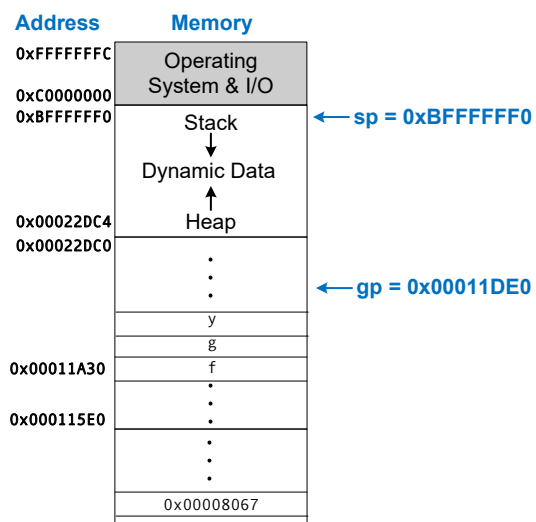 Address Memory
0xFFFFFFFC
Operating
System & I/O
0xC0000000
0xBFFFFFF0
Stack
sp = 0xBFFFFFF0
Dynamic Data
Heap
0x00022DC4
0x00022DC0
gp = 0x00011DE0
y
g
0x00011A30 f
0x000115E0
0x00008067